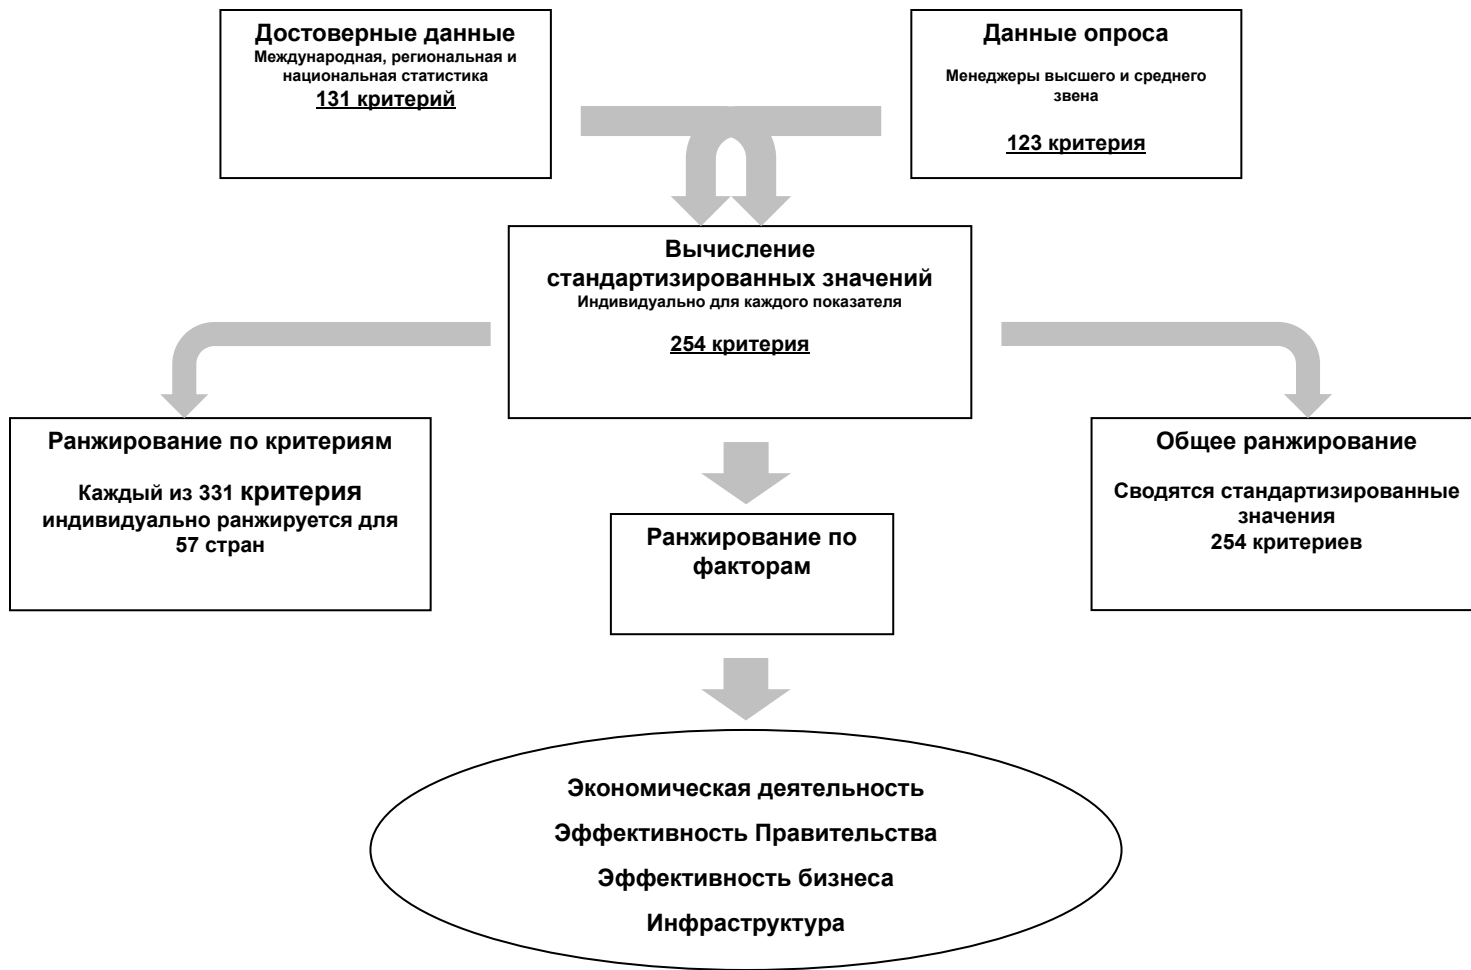 Достоверные данные
Международная, региональная и
национальная статистика
131 критерий
Данные опроса
Менеджеры высшего и среднего
звена
123 критерия
Вычисление
стандартизированных значений
Индивидуально для каждого показателя
254 критерия
Ранжирование по критериям
Каждый из 331 критерия
индивидуально ранжируется для
57 стран
Ранжирование по
факторам
Общее ранжирование
Сводятся стандартизированные
значения
254 критериев
Экономическая деятельность
Эффективность Правительства
Эффективность бизнеса
Инфраструктура